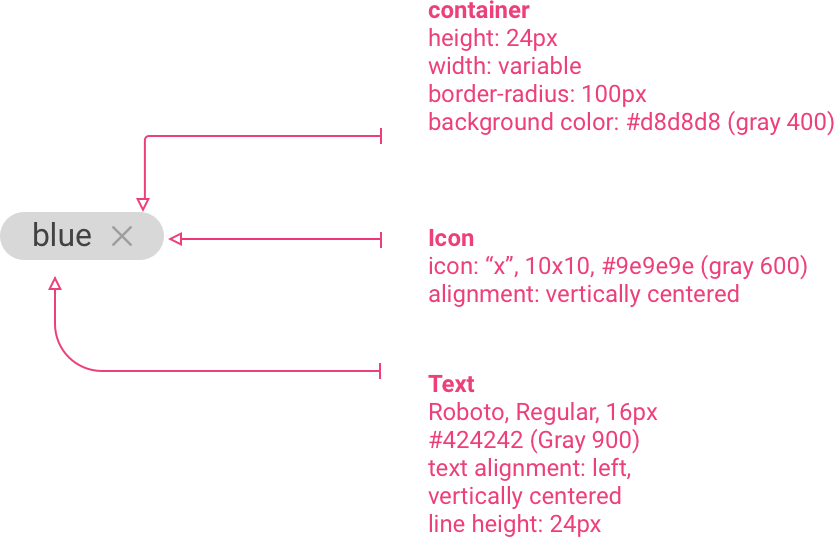 container
height: 24px
width: variable
border-radius: 100px
background color: #d8d8d8 (gray 400)
blue
Icon
icon: “x”, 10x10, #9e9e9e (gray 600)
alignment: vertically centered
Text
Roboto, Regular, 16px
#424242 (Gray 900)
text alignment: left,
vertically centered
line height: 24px